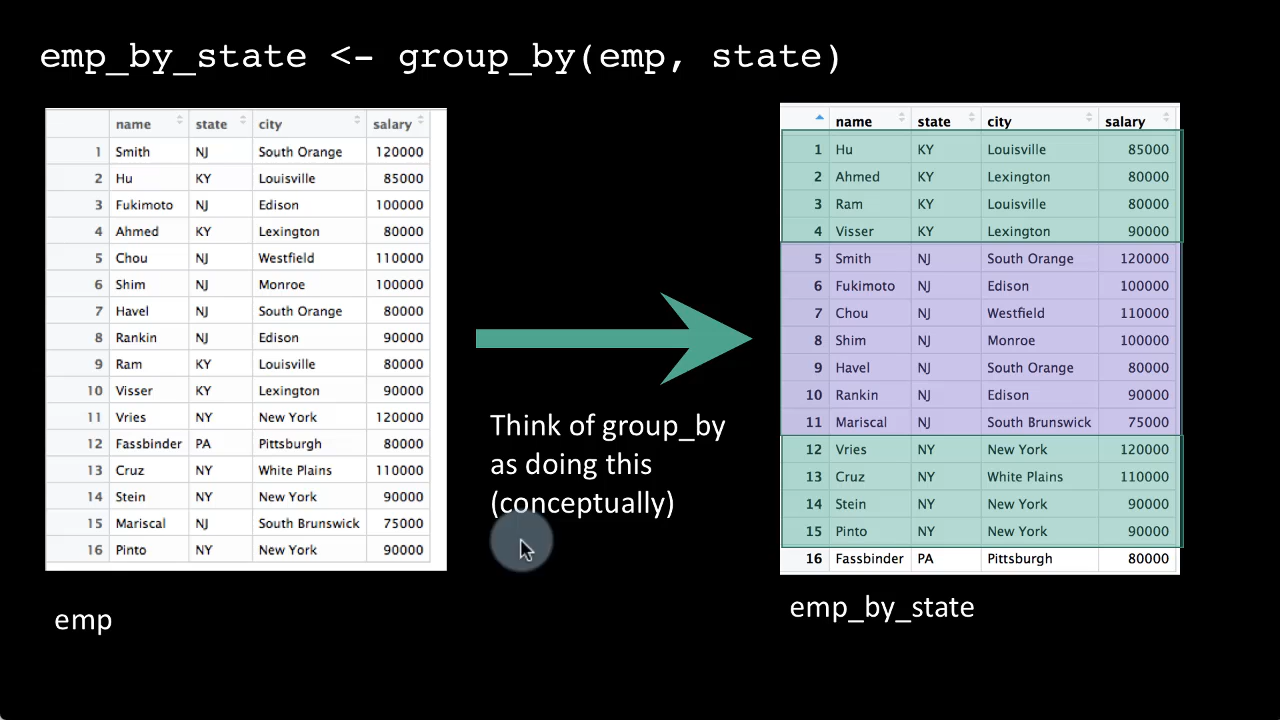 emp_by_state <- group_by(emp, state)
name state city salary
1 Smith NJ South Orange 120000
2 Hu KY Louisville 85000
3 Fukimoto NJ Edison 100000
4 Ahmed KY Lexington 80000
5 Chou NJ Westfield 110000
6 Shim NJ Monroe 100000
7 Havel NJ South Orange 80000
8 Rankin NJ Edison 90000
9 Ram KY Louisville 80000
10 Visser KY Lexington 90000
11 Vries NY New York 120000
12 Fassbinder PA Pittsburgh 80000
13 Cruz NY White Plains 110000
14 Stein NY New York 90000
15 Mariscal NJ South Brunswick 75000
16 Pinto NY New York 90000
emp
Think of group_by
as doing this
(conceptually)
name state city salary
1 Hu KY Louisville 85000
2 Ahmed KY Lexington 80000
3 Ram KY Louisville 80000
4 Visser KY Lexington 90000
5 Smith NJ South Orange 120000
6 Fukimoto NJ Edison 100000
7 Chou NJ Westfield 110000
8 Shim NJ Monroe 100000
9 Havel NJ South Orange 80000
10 Rankin NJ Edison 90000
11 Mariscal NJ South Brunswick 75000
12 Vries NY New York 120000
13 Cruz NY White Plains 110000
14 Stein NY New York 90000
15 Pinto NY New York 90000
16 Fassbinder PA Pittsburgh 80000
emp_by_state